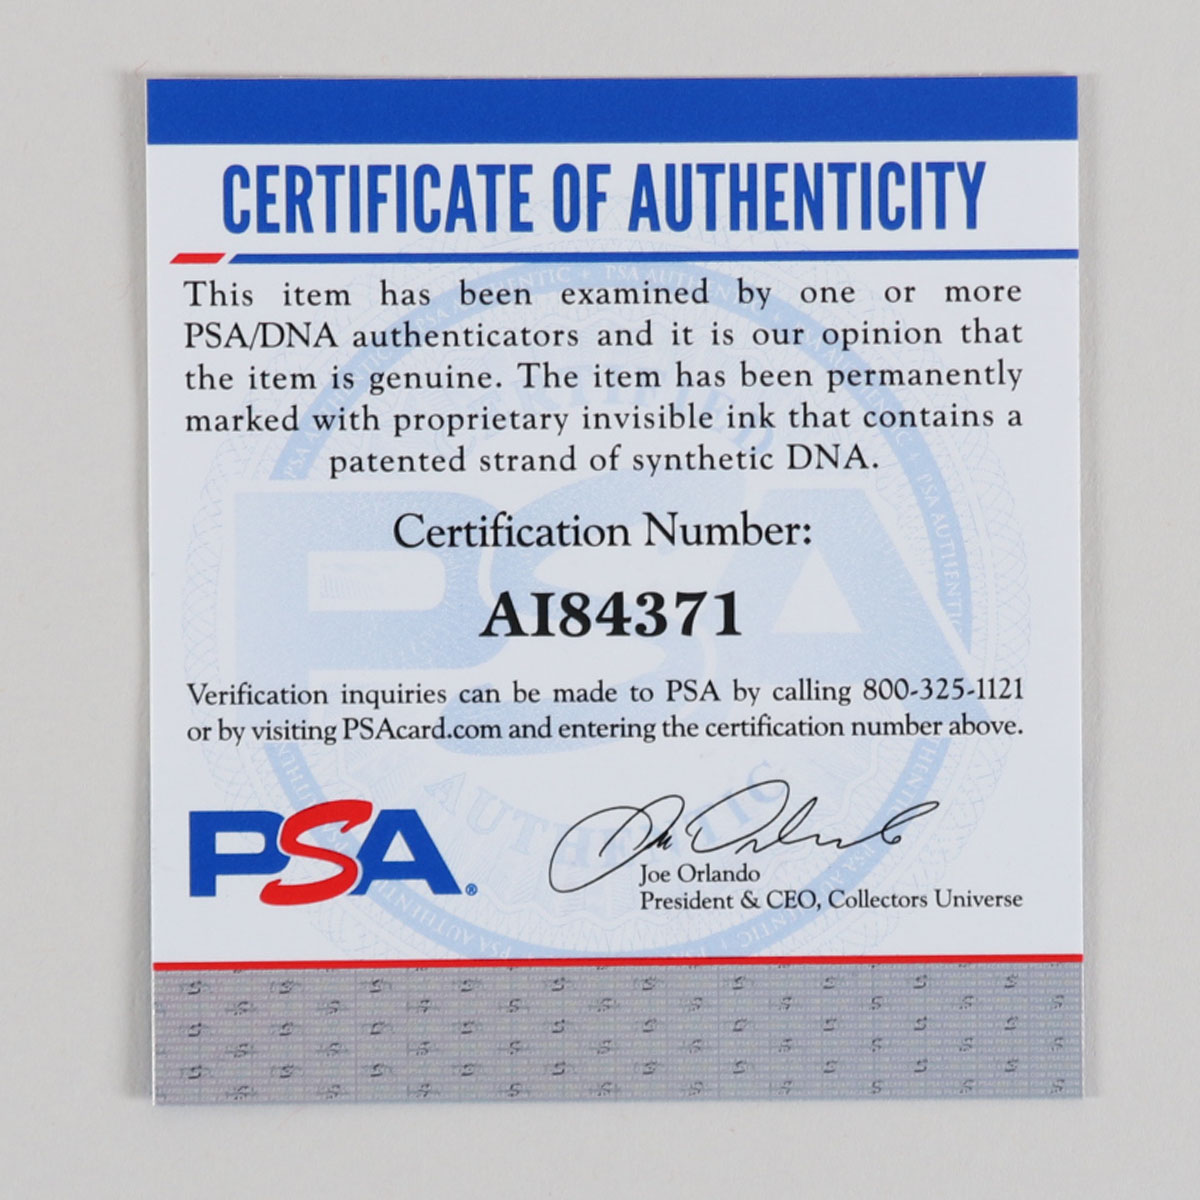 CERTIFICATE OF AUTHENTICITY
This item has been examined by one or more
PSA/DNA authenticators and it is our opinion that
the item is genuine. The item has been permanently
marked with proprietary invisible ink that contains a
patented strand of synthetic DNA.
Certification Number:
AI84371
Verification inquiries can be made to PSA by calling 800-325-1121
or by visiting PSAcard.com and entering the certification number above.
PSA®
Joe Orlando
President & CEO, Collectors Universe